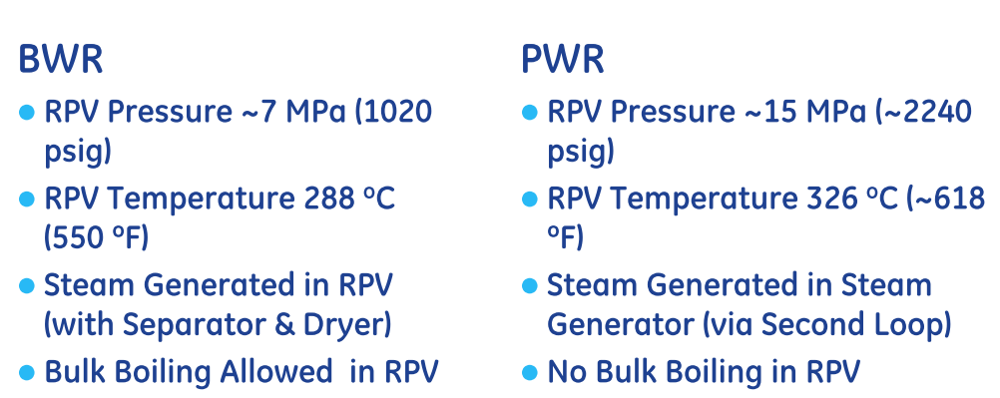 BWR
● RPV Pressure ~7 MPa (1020
psig)
● RPV Temperature 288 ºC
(550 ºF)
● Steam Generated in RPV
(with Separator & Dryer)
● Bulk Boiling Allowed  in RPV
PWR
● RPV Pressure ~15 MPa (~2240
psig)
● RPV Temperature 326 ºC (~618
ºF)
● Steam Generated in Steam
Generator (via Second Loop)
● No Bulk Boiling in RPV